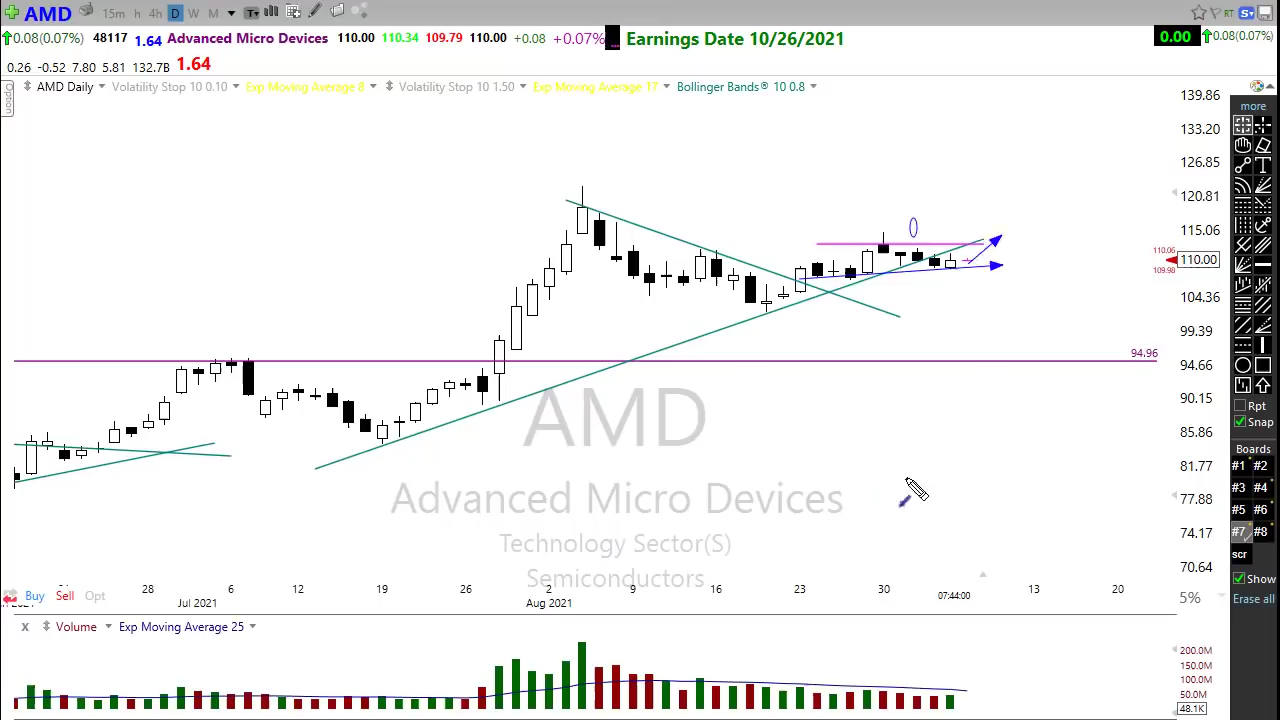 AMD 15m h 4h D W M T RT S
0.08(0.07%) 48117 1.64 Advanced Micro Devices 110.00 110.34 109.79 110.00 +0.08 +0.07% Earnings Date 10/26/2021 0.00 0.08(0.07%)
0.26 -0.52 7.80 5.81 132.7B 1.64
AMD Daily Volatility Stop 10 0.10 Exp Moving Average 8 Volatility Stop 10 1.50 Exp Moving Average 17 Bollinger Bands® 10 0.8
Option
139.86
133.20
126.85
120.81
115.06
110.06
110.00
109.98
104.36
99.39
94.96
94.66
90.15
85.86
81.77
77.88
74.17
70.64
AMD
Advanced Micro Devices
Technology Sector(S)
Semiconductors
28 6 12 19 26 2 9 16 23 30 13 20
Buy Sell Opt
Jul 2021 Aug 2021 07:44:00 5%
X Volume Exp Moving Average 25
200.0M
150.0M
100.0M
50.0M
48.1K
more
Rpt
Snap
Boards
#1 #2
#3 #4
#5 #6
#7 #8
scr
Show
Erase all